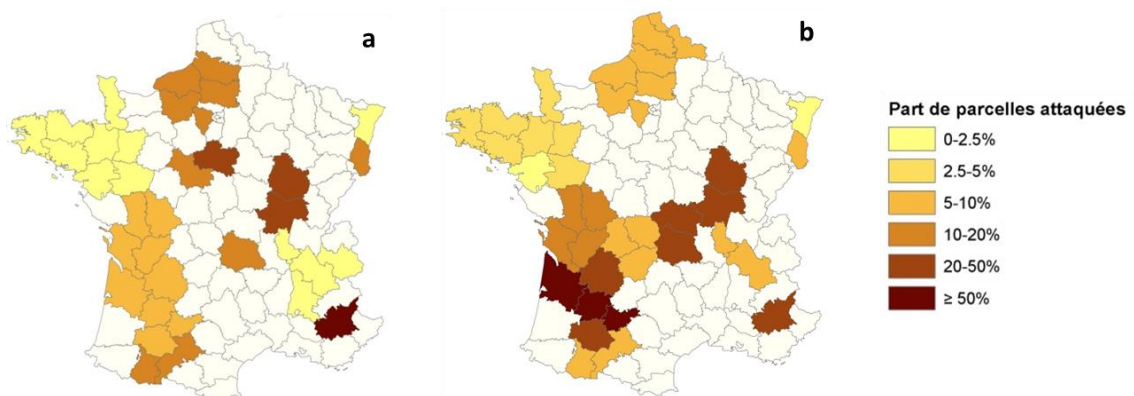 a
b
Part de parcelles attaquées
0-2.5%
2.5-5%
5-10%
10-20%
20-50%
≥ 50%